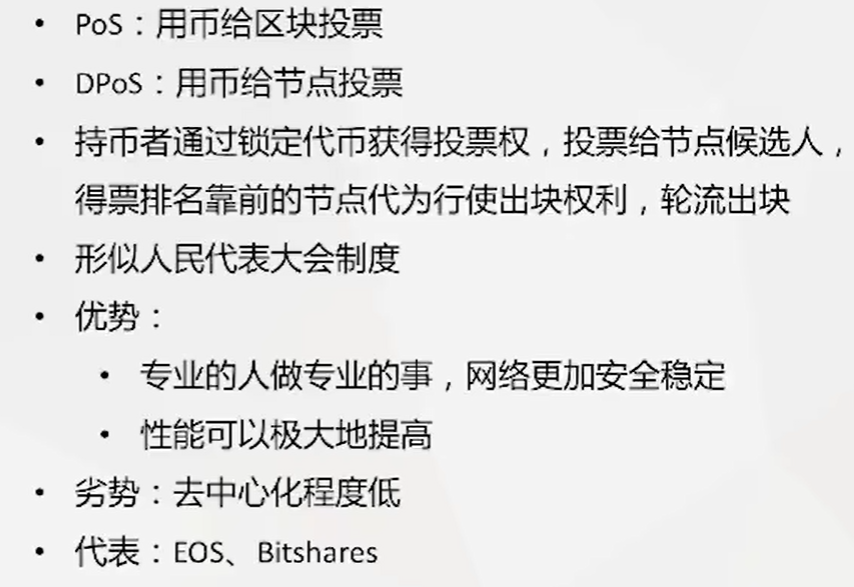 • PoS：用币给区块投票
• DPoS：用币给节点投票
• 持币者通过锁定代币获得投票权，投票给节点候选人，
得票排名靠前的节点代为行使出块权利，轮流出块
• 形似人民代表大会制度
• 优势：
• 专业的人做专业的事，网络更加安全稳定
• 性能可以极大地提高
• 劣势：去中心化程度低
• 代表：EOS、Bitshares